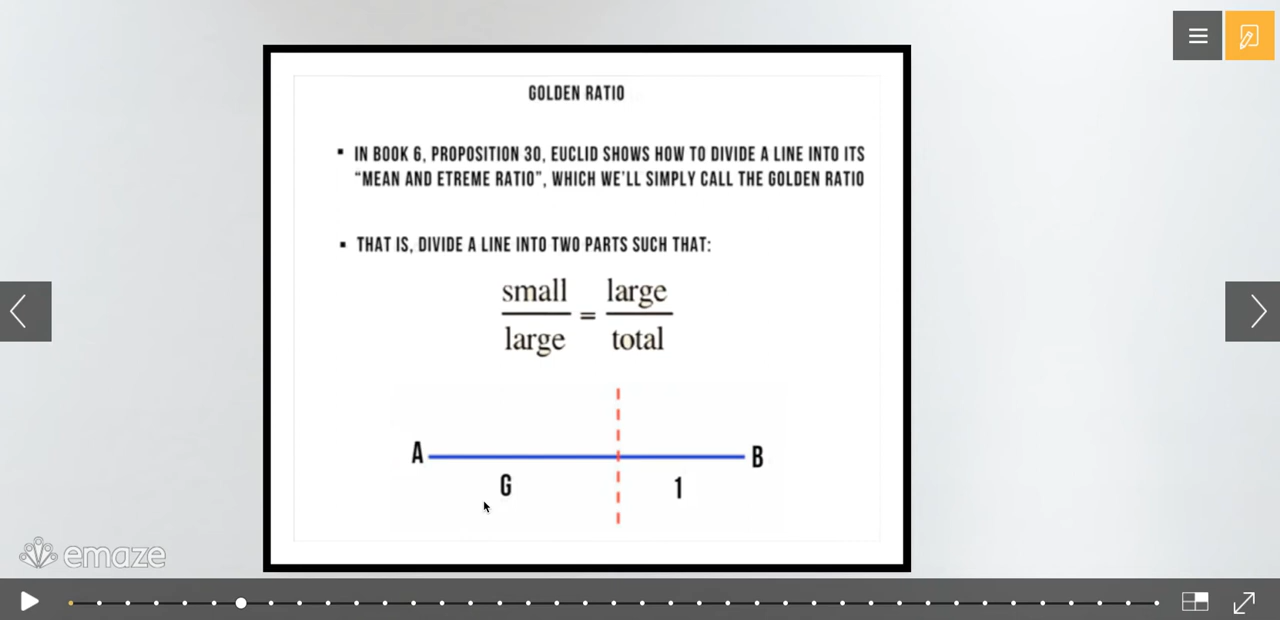 GOLDEN RATIO
▪ IN BOOK 6, PROPOSITION 30, EUCLID SHOWS HOW TO DIVIDE A LINE INTO ITS
“MEAN AND ETREME RATIO”, WHICH WE'LL SIMPLY CALL THE GOLDEN RATIO
▪ THAT IS, DIVIDE A LINE INTO TWO PARTS SUCH THAT:
small large
=
large total
A B
G 1
emaze